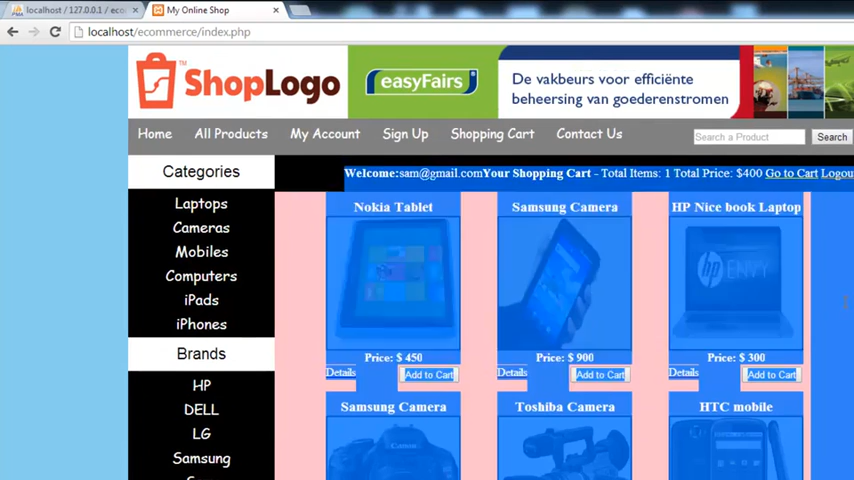 localhost / 127.0.0.1 / eco
My Online Shop
localhost/ecommerce/index.php
ShopLogo
TM
easyFairs
De vakbeurs voor efficiënte
beheersing van goederenstromen
Home All Products My Account Sign Up Shopping Cart Contact Us Search a Product Search
Categories
Welcome:sam@gmail.comYour Shopping Cart - Total Items: 1 Total Price: $400 Go to Cart Logou
Laptops
Cameras
Mobiles
Computers
iPads
iPhones
Brands
HP
DELL
LG
Samsung
Nokia Tablet Samsung Camera HP Nice book Laptop
hp ENVY
Price: $ 450 Price: $ 900 Price: $ 300
Details Add to Cart Details Add to Cart Details Add to Cart
Samsung Camera Toshiba Camera HTC mobile
Canon